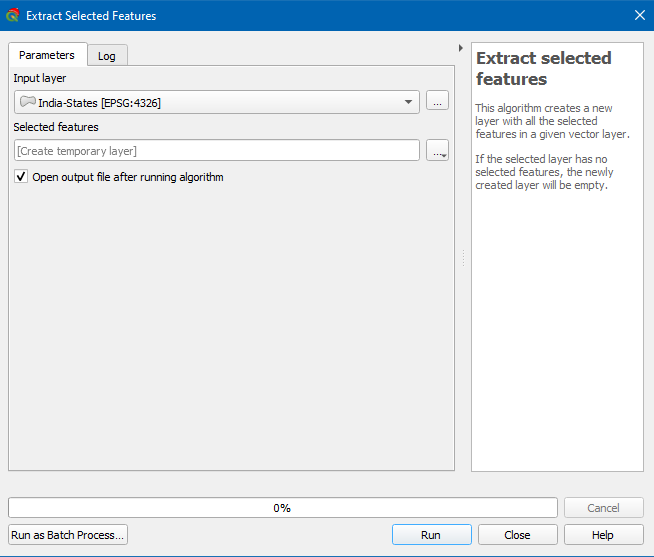 Extract Selected Features
Parameters
Log
Input layer
India-States [EPSG:4326]
...
Selected features
[Create temporary layer]
...
Open output file after running algorithm
Extract selected
features
This algorithm creates a new
layer with all the selected
features in a given vector layer.
If the selected layer has no
selected features, the newly
created layer will be empty.
0%
Cancel
Run as Batch Process...
Run
Close
Help